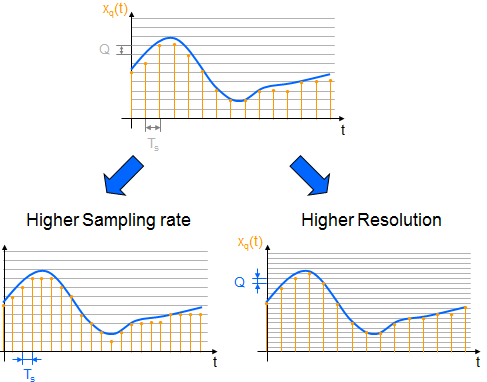 xq(t)
Q
t
Ts
Higher Sampling rate
Higher Resolution
xq(t)
Q
t
t
Ts